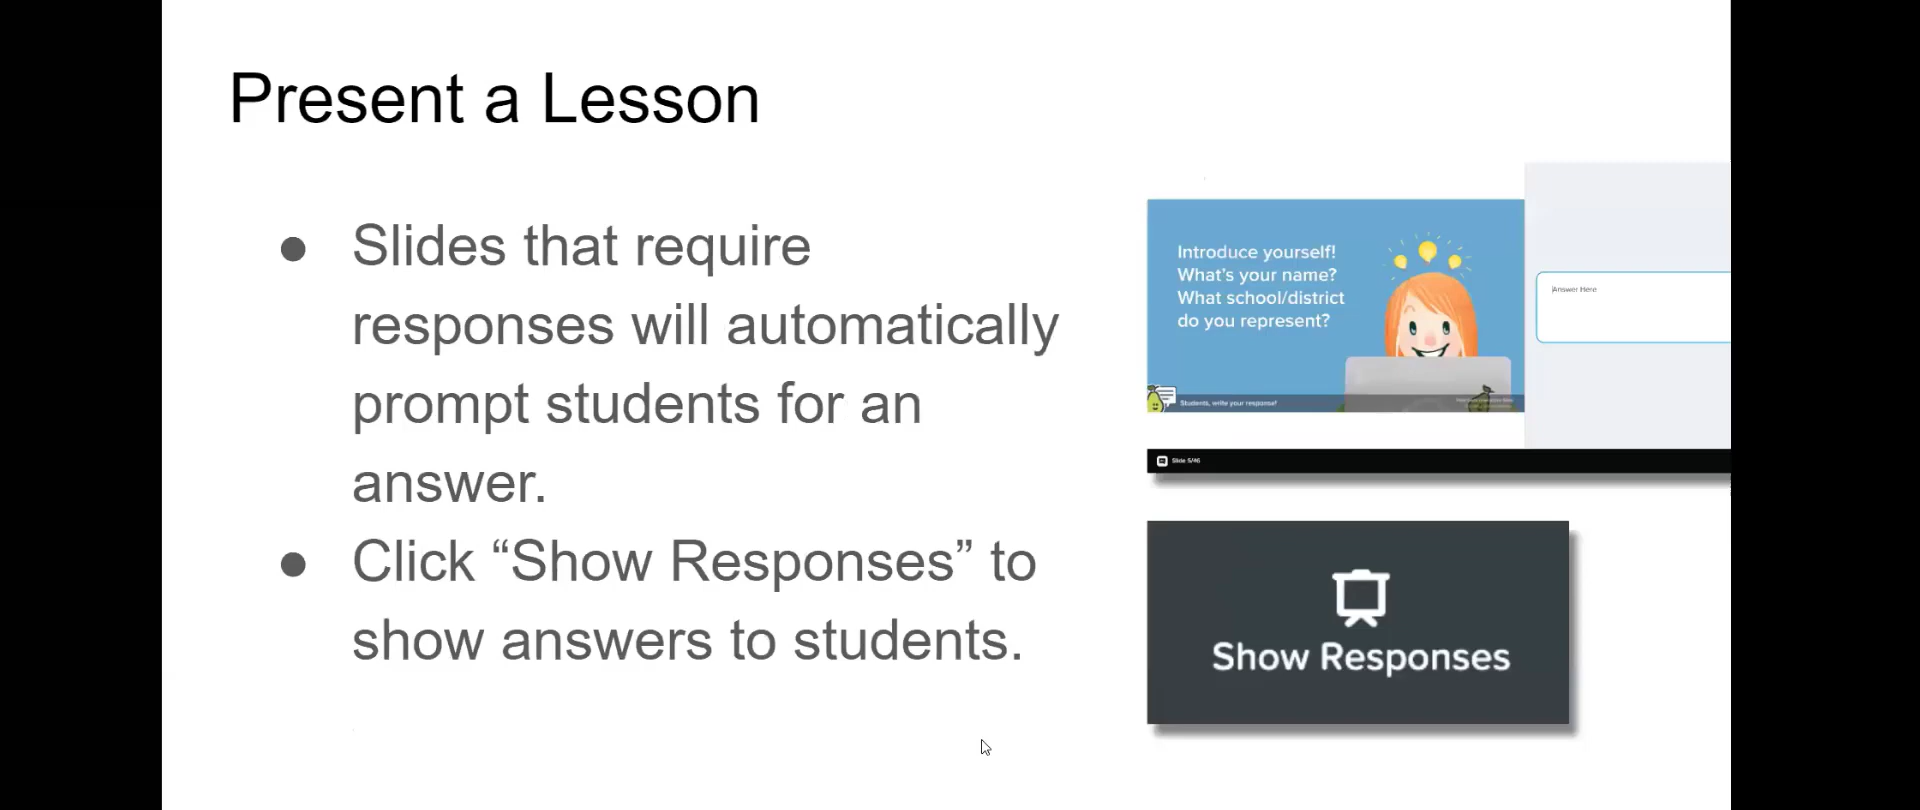 Present a Lesson
● Slides that require
responses will automatically
prompt students for an
answer.
● Click “Show Responses” to
show answers to students.
Introduce yourself!
What's your name?
What school/district
do you represent?
Students, write your response!
Answer Here
Slide 5/46
Show Responses